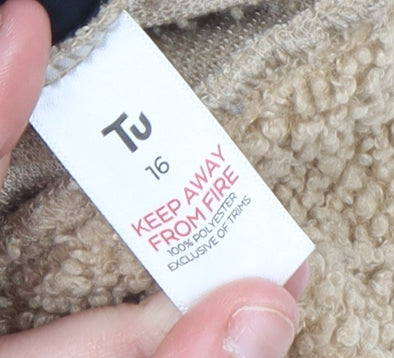 Tu
16
KEEP AWAY
FROM FIRE
100% POLYESTER
EXCLUSIVE OF TRIMS